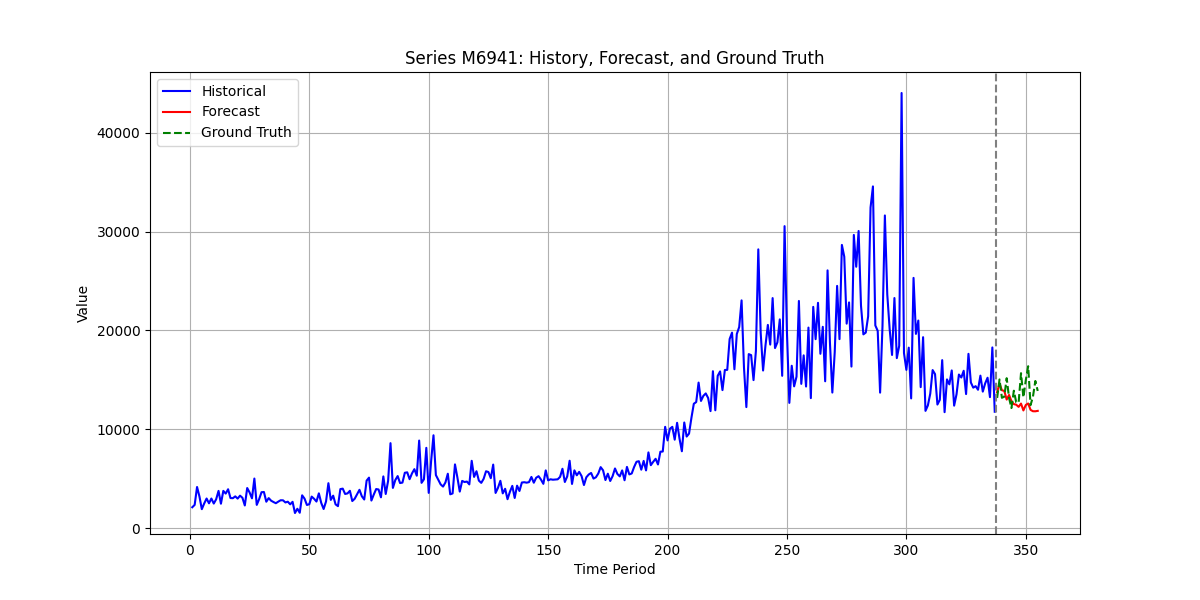 Series M6941: History, Forecast, and Ground Truth
Historical
Forecast
Ground Truth
Value
40000
30000
20000
10000
0
0 50 100 150 200 250 300 350
Time Period